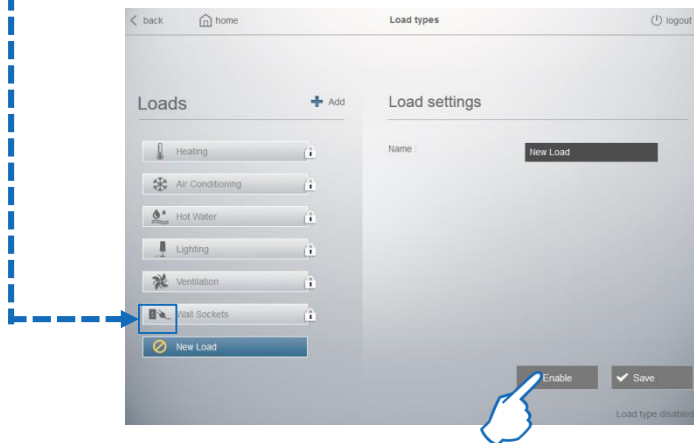 back home Load types logout
Loads Add Load settings
Heating
Name : New Load
Air Conditioning
Hot Water
Lighting
Ventilation
Wall Sockets
New Load
Enable Save
Load type disabled